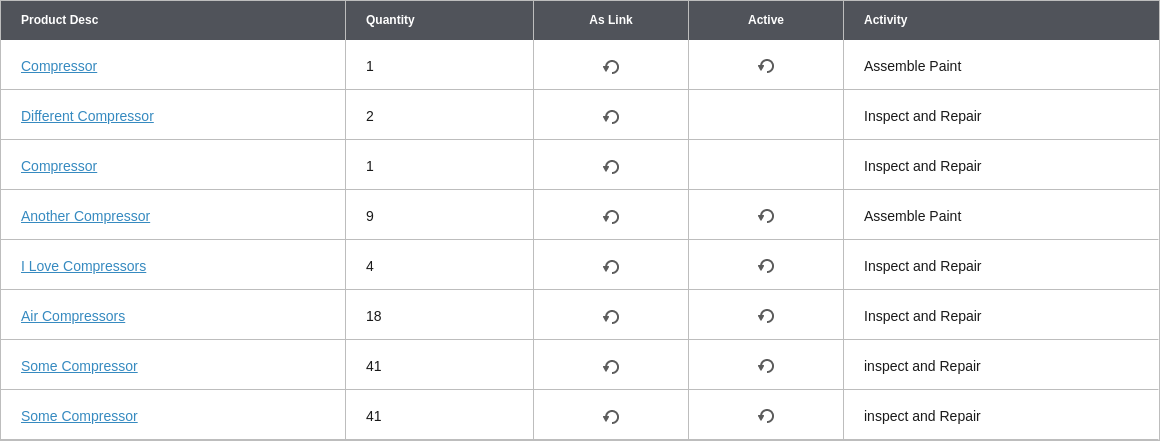 Product Desc Quantity As Link Active Activity
Compressor 1 Assemble Paint
Different Compressor 2 Inspect and Repair
Compressor 1 Inspect and Repair
Another Compressor 9 Assemble Paint
I Love Compressors 4 Inspect and Repair
Air Compressors 18 Inspect and Repair
Some Compressor 41 inspect and Repair
Some Compressor 41 inspect and Repair